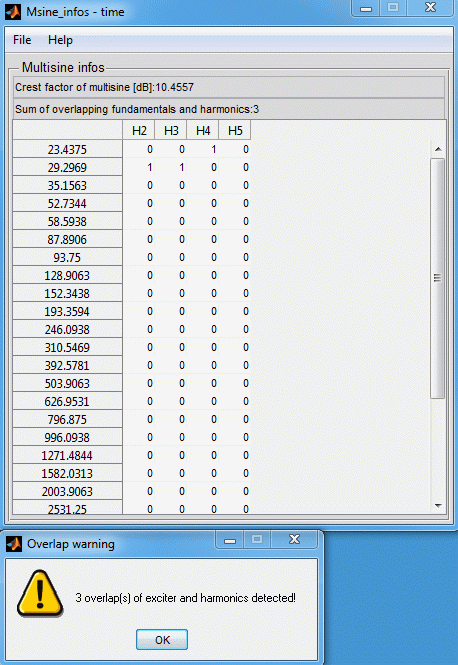 Msine_infos - time
File Help
Multisine infos
Crest factor of multisine [dB]:10.4557
Sum of overlapping fundamentals and harmonics:3
H2 H3 H4 H5
23.4375 0 0 1 0
29.2969 1 1 0 0
35.1563 0 0 0 0
52.7344 0 0 0 0
58.5938 0 0 0 0
87.8906 0 0 0 0
93.75 0 0 0 0
128.9063 0 0 0 0
152.3438 0 0 0 0
193.3594 0 0 0 0
246.0938 0 0 0 0
310.5469 0 0 0 0
392.5781 0 0 0 0
503.9063 0 0 0 0
626.9531 0 0 0 0
796.875 0 0 0 0
996.0938 0 0 0 0
1271.4844 0 0 0 0
1582.0313 0 0 0 0
2003.9063 0 0 0 0
2531.25 0 0 0 0
Overlap warning
3 overlap(s) of exciter and harmonics detected!
OK